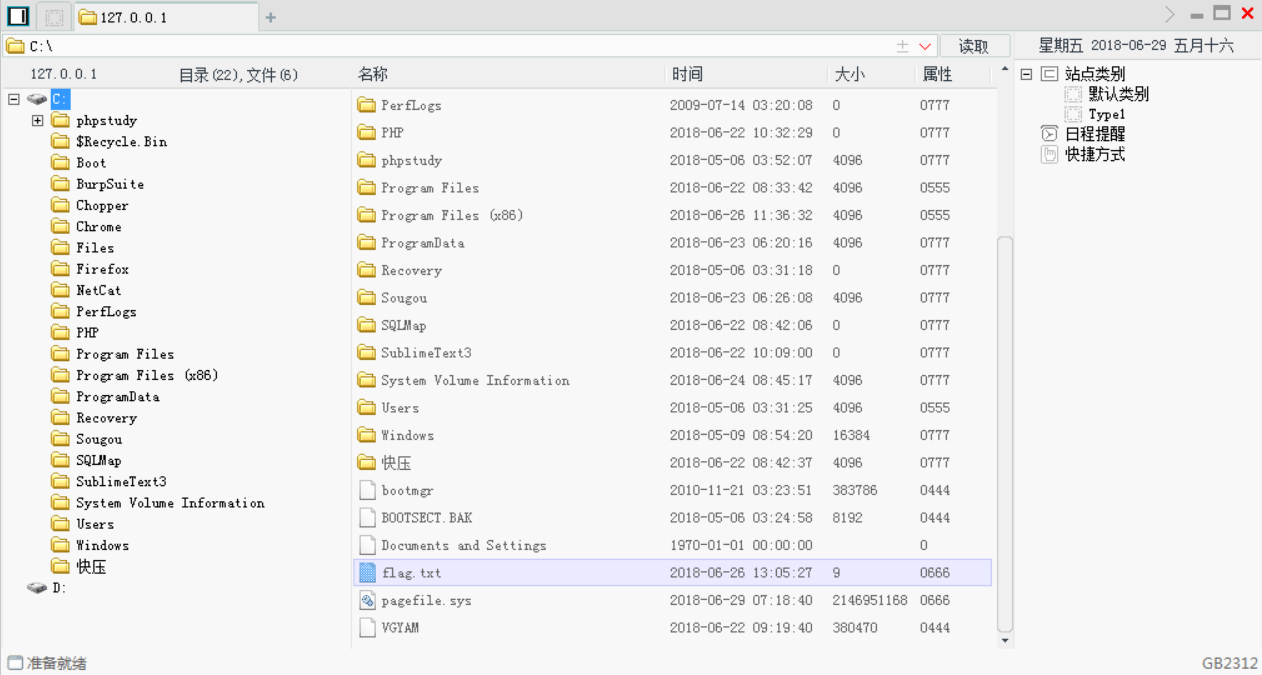 127.0.0.1
C:\
读取
星期五 2018-06-29 五月十六
127.0.0.1
目录(22),文件(6)
名称 时间 大小 属性
C:
phpstudy
$Recycle.Bin
Boot
BurpSuite
Chopper
Chrome
Files
Firefox
NetCat
PerfLogs
PHP
Program Files
Program Files (x86)
ProgramData
Recovery
Sougou
SQLMap
SublimeText3
System Volume Information
Users
Windows
快压
D:
PerfLogs 2009-07-14 03:20:08 0 0777
PHP 2018-06-22 10:32:29 0 0777
phpstudy 2018-05-06 03:52:07 4096 0777
Program Files 2018-06-22 08:33:42 4096 0555
Program Files (x86) 2018-06-26 11:36:32 4096 0555
ProgramData 2018-06-23 06:20:16 4096 0777
Recovery 2018-05-06 03:31:18 0 0777
Sougou 2018-06-23 06:26:08 4096 0777
SQLMap 2018-06-22 08:42:06 0 0777
SublimeText3 2018-06-22 10:09:00 0 0777
System Volume Information 2018-06-24 08:45:17 4096 0777
Users 2018-05-06 03:31:25 4096 0555
Windows 2018-05-09 08:54:20 16384 0777
快压 2018-06-22 08:42:37 4096 0777
bootmgr 2010-11-21 03:23:51 383786 0444
BOOTSECT.BAK 2018-05-06 03:24:58 8192 0444
Documents and Settings 1970-01-01 00:00:00 0
flag.txt 2018-06-26 13:05:27 9 0666
pagefile.sys 2018-06-29 07:18:40 2146951168 0666
VGYAM 2018-06-22 09:19:40 380470 0444
站点类别
默认类别
Type1
日程提醒
快捷方式
准备就绪
GB2312